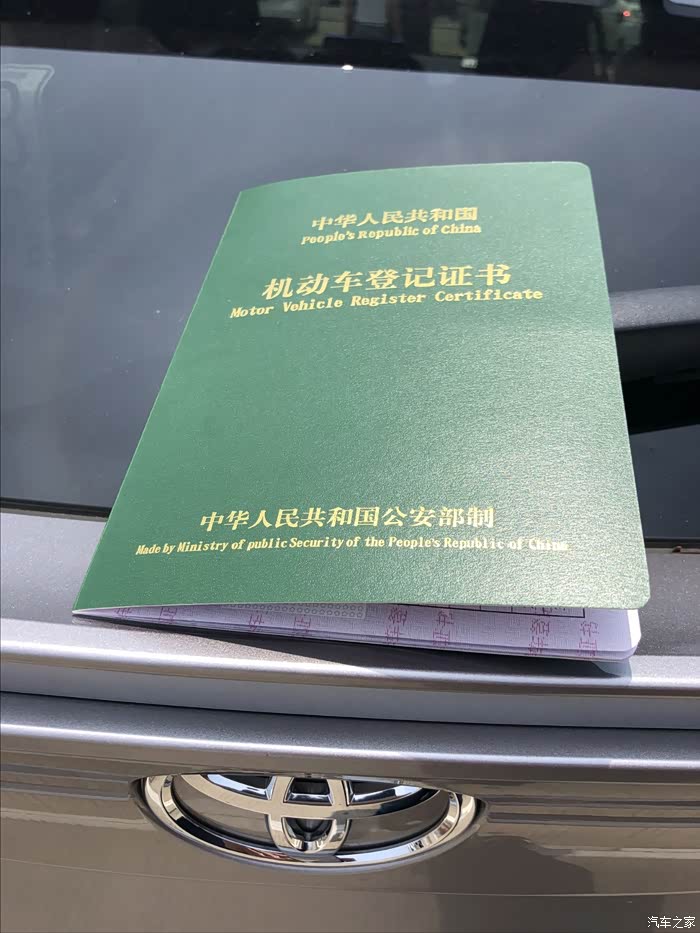 中华人民共和国
People's Republic of China
机动车登记证书
Motor Vehicle Register Certificate
中华人民共和国公安部制
Made by Ministry of public Security of the People's Republic of China
证书
汽车之家